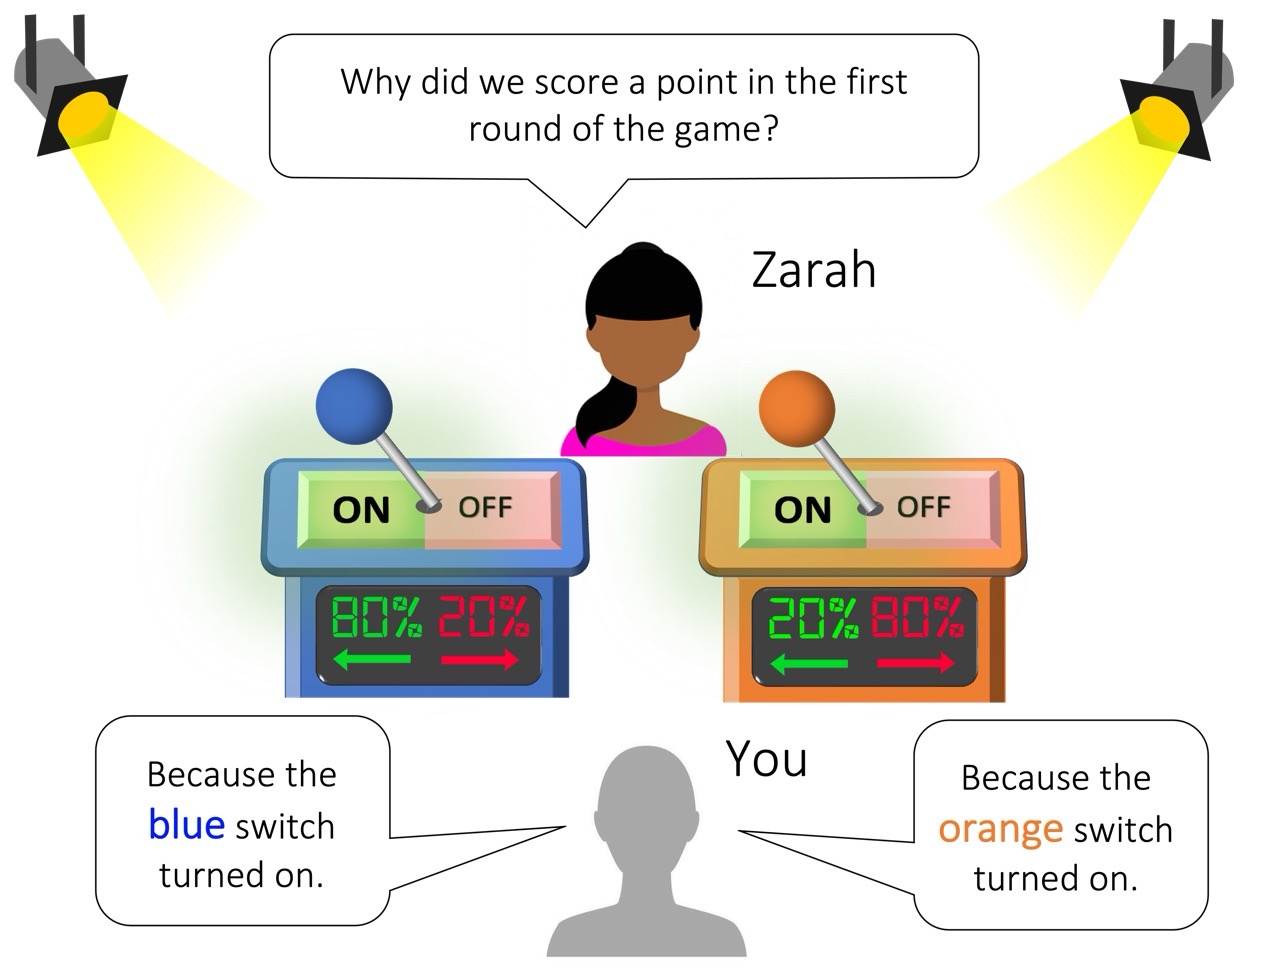 Why did we score a point in the first
round of the game?
Zarah
ON OFF
ON OFF
80% 20%
20% 80%
You
Because the
blue switch
turned on.
Because the
orange switch
turned on.